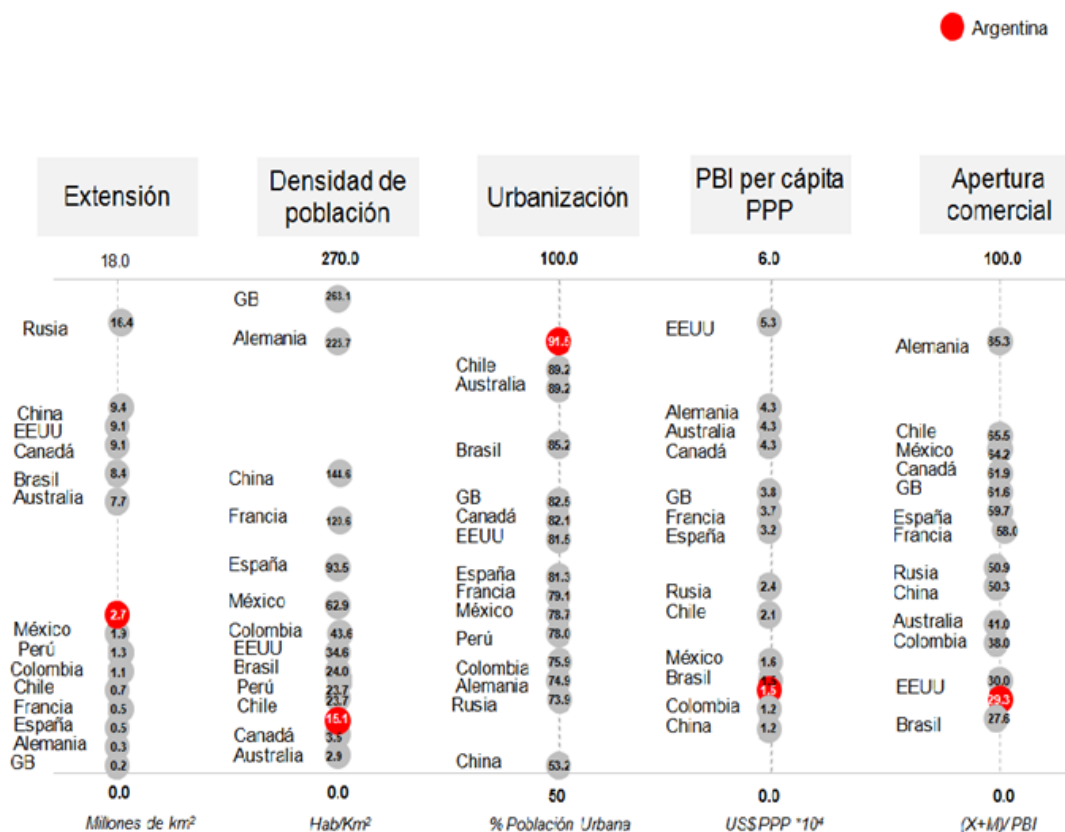 Argentina
Extensión
Densidad de
población
Urbanización
PBI per cápita
PPP
Apertura
comercial
18.0
270.0
100.0
6.0
100.0
Rusia
16.4
China
9.4
EEUU
9.1
Canadá
9.1
Brasil
8.4
Australia
7.7
2.7
México
1.9
Perú
1.3
Colombia
1.1
Chile
0.7
Francia
0.5
España
0.5
Alemania
0.3
GB
0.2
0.0
Millones de km²
GB
263.1
Alemania
225.7
China
144.6
Francia
120.6
España
93.5
México
62.9
Colombia
43.6
EEUU
34.6
Brasil
24.0
Perú
23.7
Chile
23.7
15.1
Canadá
3.5
Australia
2.9
0.0
Hab/Km²
91.5
Chile
89.2
Australia
89.2
Brasil
85.2
GB
82.5
Canadá
82.1
EEUU
81.5
España
81.3
Francia
79.1
México
78.7
Perú
78.0
Colombia
75.9
Alemania
74.9
Rusia
73.9
China
53.2
50
% Población Urbana
EEUU
5.3
Alemania
4.3
Australia
4.3
Canadá
4.3
GB
3.8
Francia
3.7
España
3.2
Rusia
2.4
Chile
2.1
México
1.6
Brasil
1.5
Colombia
1.2
China
1.2
0.0
US$ PPP *10⁴
Alemania
85.3
Chile
65.5
México
64.2
Canadá
61.9
GB
61.6
España
59.7
Francia
58.0
Rusia
50.9
China
50.3
Australia
41.0
Colombia
38.0
EEUU
30.0
29.3
Brasil
27.6
0.0
(X+M)/ PBI